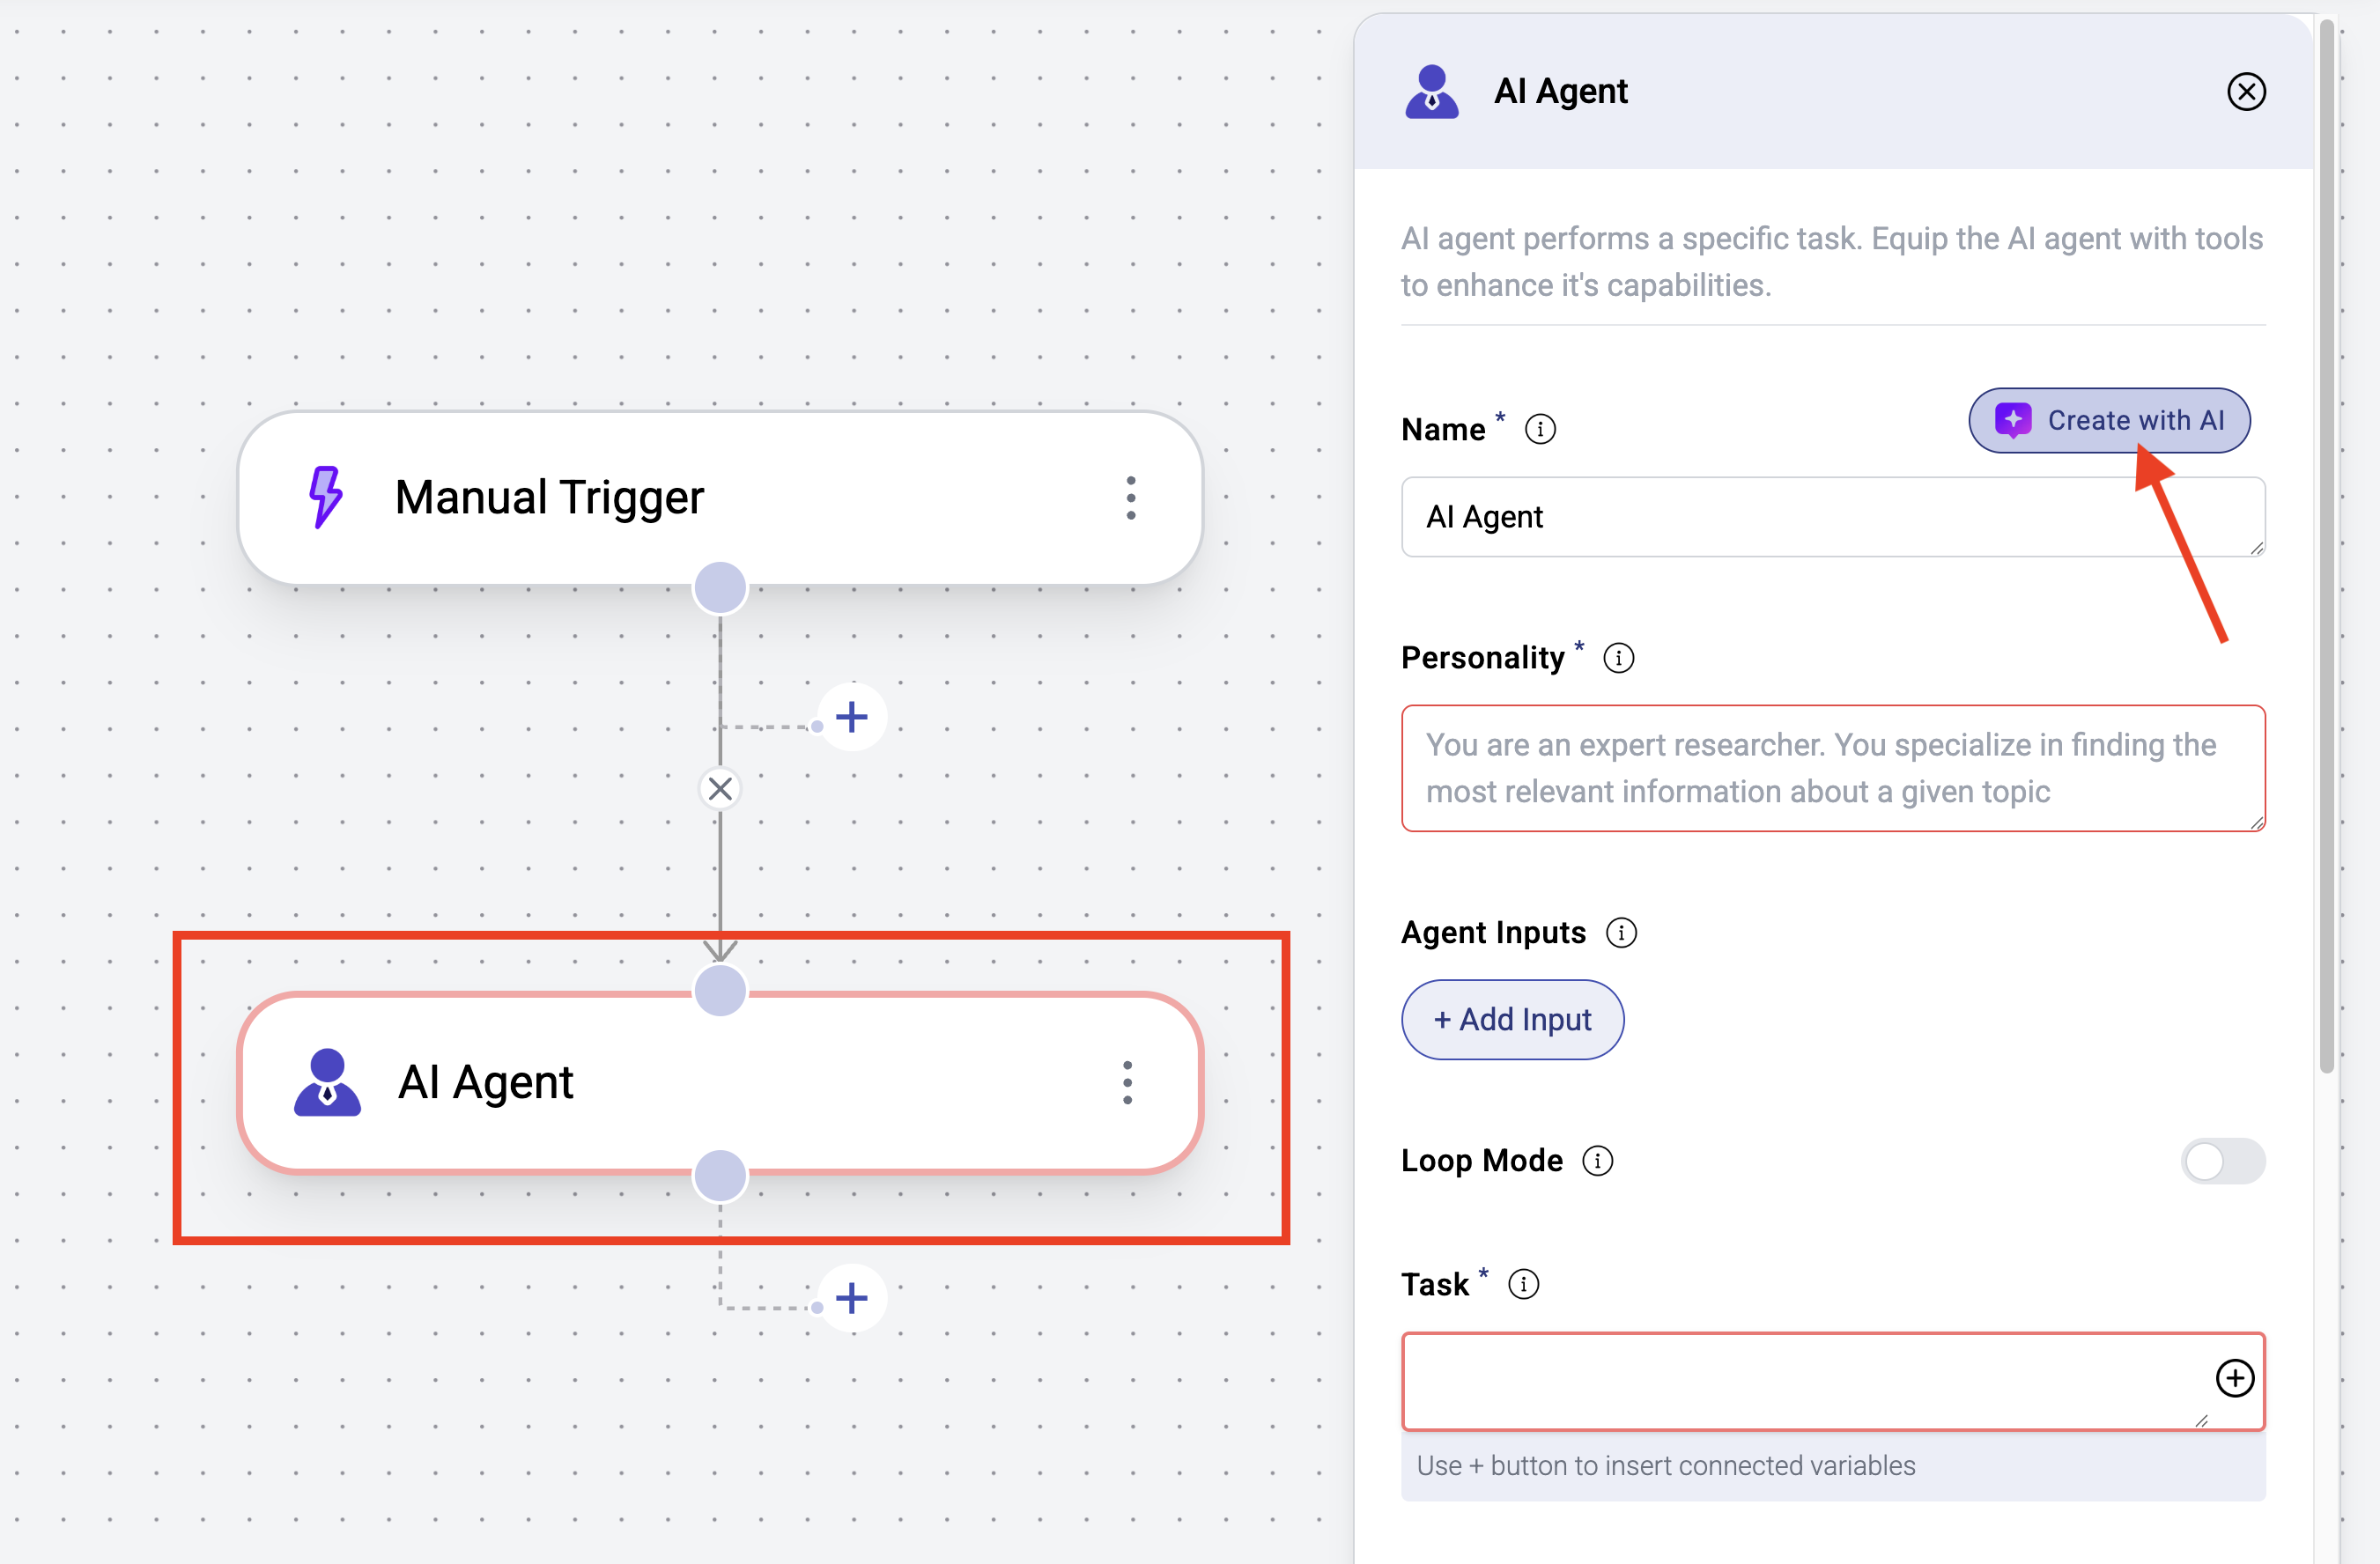 Manual Trigger
AI Agent
AI Agent
AI agent performs a specific task. Equip the AI agent with tools
to enhance it's capabilities.
Name *
Create with AI
AI Agent
Personality *
You are an expert researcher. You specialize in finding the
most relevant information about a given topic
Agent Inputs
+ Add Input
Loop Mode
Task *
Use + button to insert connected variables